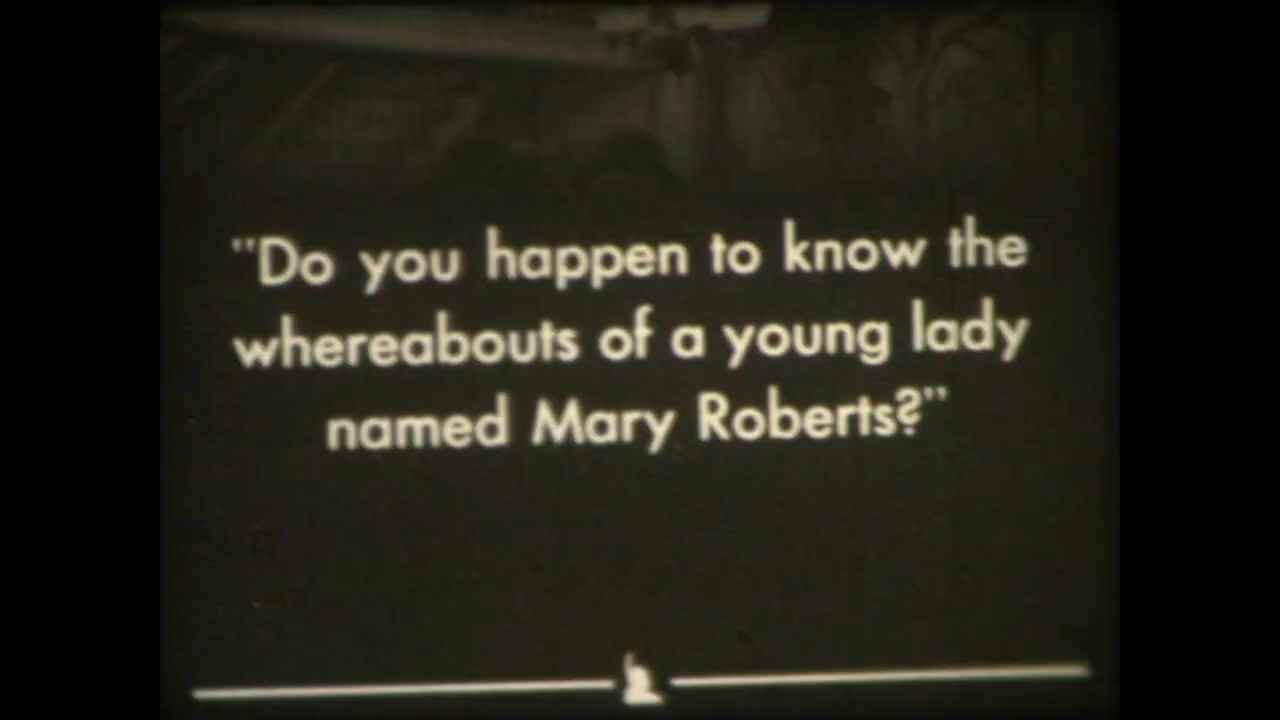 "Do you happen to know the
whereabouts of a young lady
named Mary Roberts?"